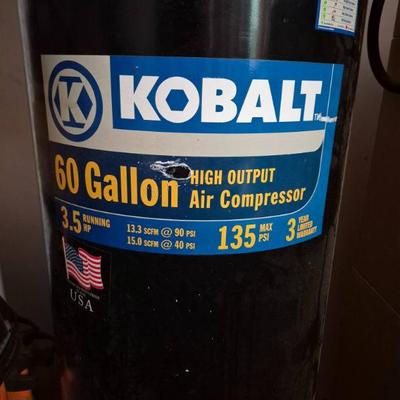 K
KOBALT™
60 Gallon
HIGH OUTPUT
Air Compressor
3.5 RUNNING HP
13.3 SCFM @ 90 PSI
15.0 SCFM @ 40 PSI
135 MAX PSI
3 YEAR LIMITED WARRANTY
USA